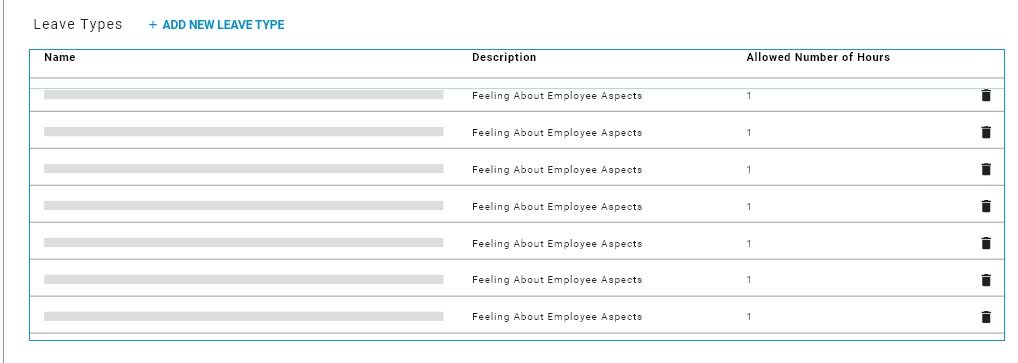 Leave Types + ADD NEW LEAVE TYPE
Name Description Allowed Number of Hours
Feeling About Employee Aspects 1
Feeling About Employee Aspects 1
Feeling About Employee Aspects 1
Feeling About Employee Aspects 1
Feeling About Employee Aspects 1
Feeling About Employee Aspects 1
Feeling About Employee Aspects 1